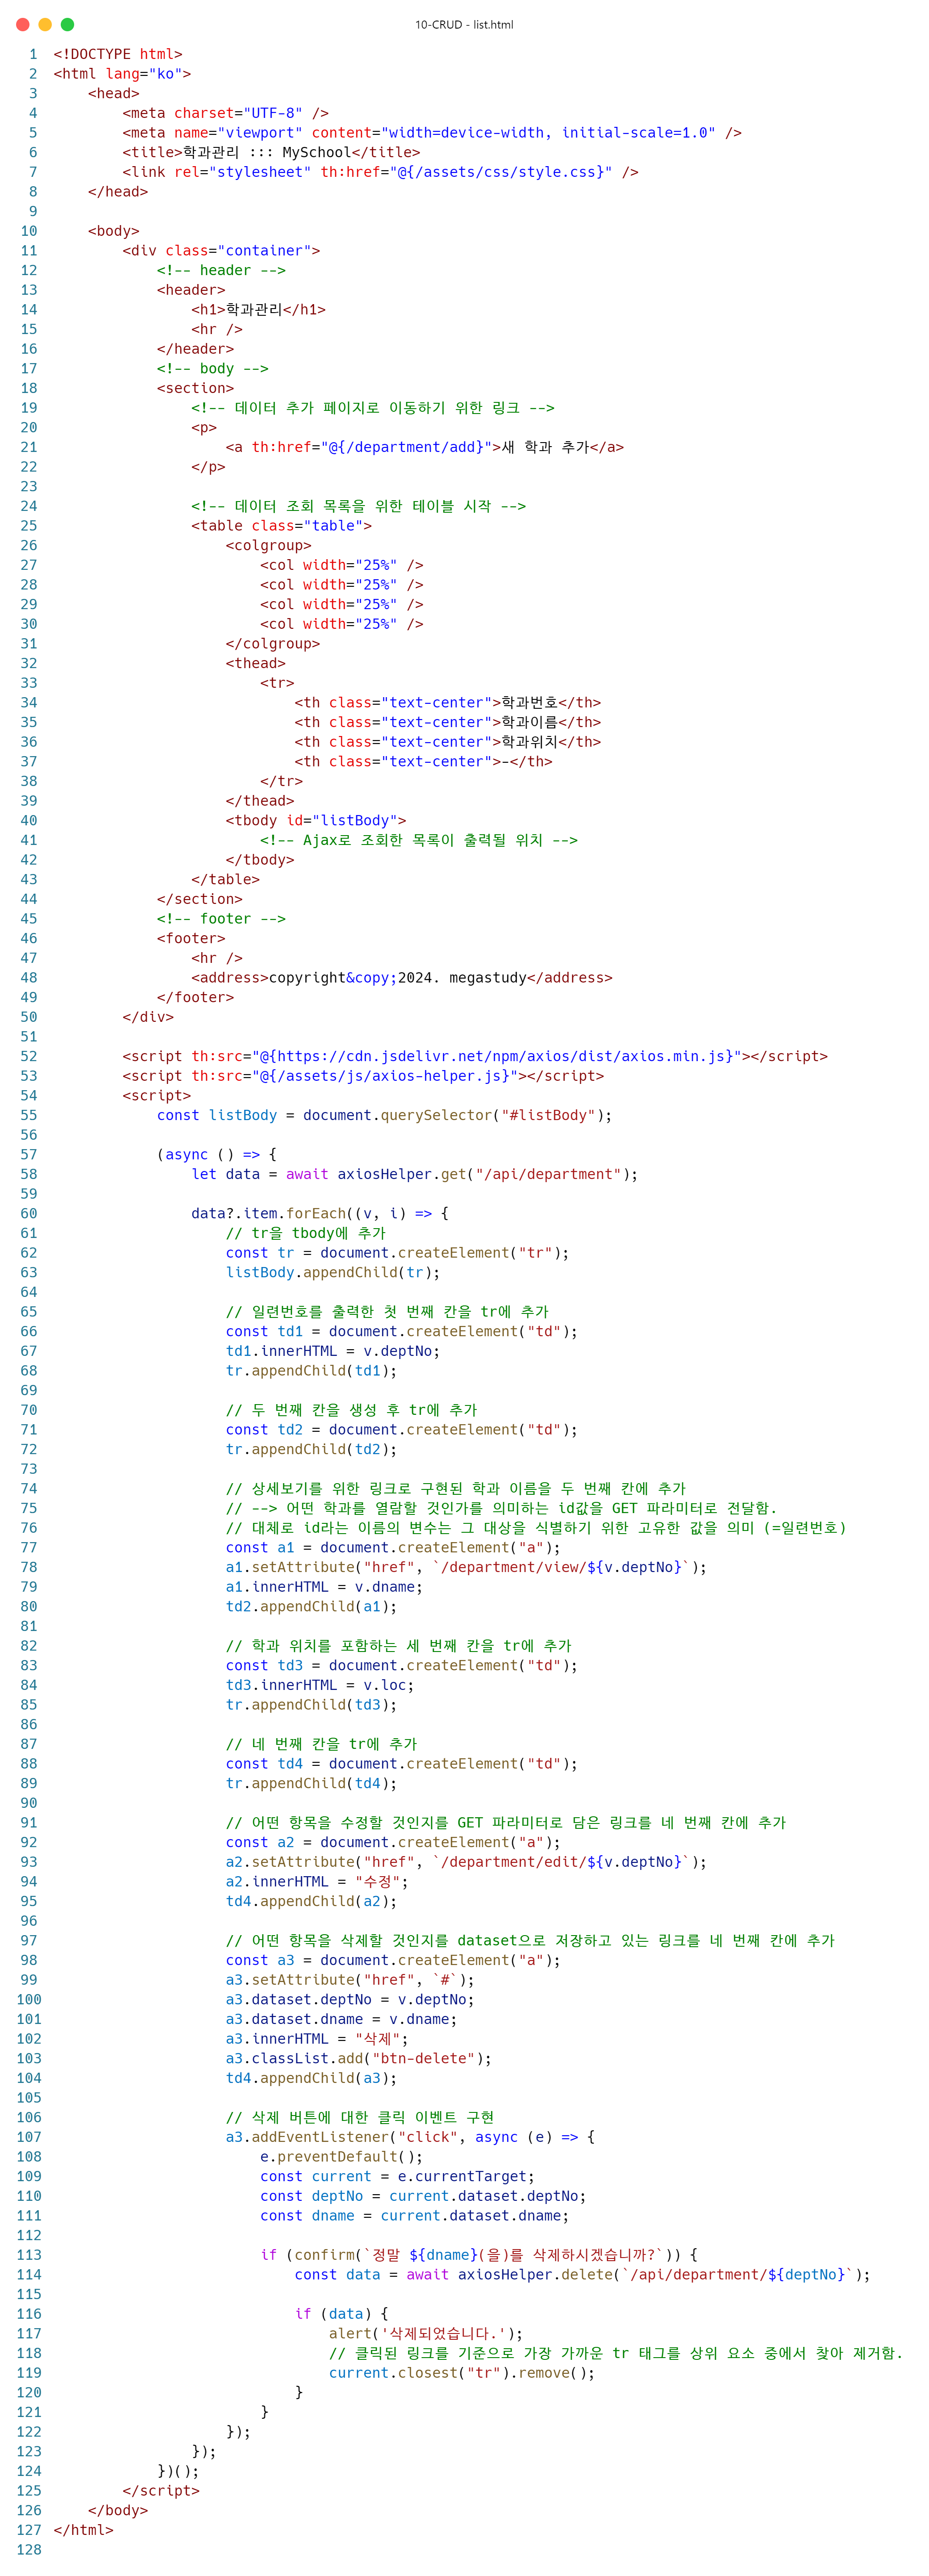 10-CRUD - list.html
1 <!DOCTYPE html>
2 <html lang="ko">
3     <head>
4         <meta charset="UTF-8" />
5         <meta name="viewport" content="width=device-width, initial-scale=1.0" />
6         <title>학과관리 ::: MySchool</title>
7         <link rel="stylesheet" th:href="@{/assets/css/style.css}" />
8     </head>
9
10     <body>
11         <div class="container">
12             <!-- header -->
13             <header>
14                 <h1>학과관리</h1>
15                 <hr />
16             </header>
17             <!-- body -->
18             <section>
19                 <!-- 데이터 추가 페이지로 이동하기 위한 링크 -->
20                 <p>
21                     <a th:href="@{/department/add}">새 학과 추가</a>
22                 </p>
23
24                 <!-- 데이터 조회 목록을 위한 테이블 시작 -->
25                 <table class="table">
26                     <colgroup>
27                         <col width="25%" />
28                         <col width="25%" />
29                         <col width="25%" />
30                         <col width="25%" />
31                     </colgroup>
32                     <thead>
33                         <tr>
34                             <th class="text-center">학과번호</th>
35                             <th class="text-center">학과이름</th>
36                             <th class="text-center">학과위치</th>
37                             <th class="text-center">-</th>
38                         </tr>
39                     </thead>
40                     <tbody id="listBody">
41                         <!-- Ajax로 조회한 목록이 출력될 위치 -->
42                     </tbody>
43                 </table>
44             </section>
45             <!-- footer -->
46             <footer>
47                 <hr />
48                 <address>copyright&copy;2024. megastudy</address>
49             </footer>
50         </div>
51
52         <script th:src="@{https://cdn.jsdelivr.net/npm/axios/dist/axios.min.js}"></script>
53         <script th:src="@{/assets/js/axios-helper.js}"></script>
54         <script>
55             const listBody = document.querySelector("#listBody");
56
57             (async () => {
58                 let data = await axiosHelper.get("/api/department");
59
60                 data?.item.forEach((v, i) => {
61                     // tr을 tbody에 추가
62                     const tr = document.createElement("tr");
63                     listBody.appendChild(tr);
64
65                     // 일련번호를 출력한 첫 번째 칸을 tr에 추가
66                     const td1 = document.createElement("td");
67                     td1.innerHTML = v.deptNo;
68                     tr.appendChild(td1);
69
70                     // 두 번째 칸을 생성 후 tr에 추가
71                     const td2 = document.createElement("td");
72                     tr.appendChild(td2);
73
74                     // 상세보기를 위한 링크로 구현된 학과 이름을 두 번째 칸에 추가
75                     // --> 어떤 학과를 열람할 것인가를 의미하는 id값을 GET 파라미터로 전달함.
76                     // 대체로 id라는 이름의 변수는 그 대상을 식별하기 위한 고유한 값을 의미 (=일련번호)
77                     const a1 = document.createElement("a");
78                     a1.setAttribute("href", `/department/view/${v.deptNo}`);
79                     a1.innerHTML = v.dname;
80                     td2.appendChild(a1);
81
82                     // 학과 위치를 포함하는 세 번째 칸을 tr에 추가
83                     const td3 = document.createElement("td");
84                     td3.innerHTML = v.loc;
85                     tr.appendChild(td3);
86
87                     // 네 번째 칸을 tr에 추가
88                     const td4 = document.createElement("td");
89                     tr.appendChild(td4);
90
91                     // 어떤 항목을 수정할 것인지를 GET 파라미터로 담은 링크를 네 번째 칸에 추가
92                     const a2 = document.createElement("a");
93                     a2.setAttribute("href", `/department/edit/${v.deptNo}`);
94                     a2.innerHTML = "수정";
95                     td4.appendChild(a2);
96
97                     // 어떤 항목을 삭제할 것인지를 dataset으로 저장하고 있는 링크를 네 번째 칸에 추가
98                     const a3 = document.createElement("a");
99                     a3.setAttribute("href", `#`);
100                     a3.dataset.deptNo = v.deptNo;
101                     a3.dataset.dname = v.dname;
102                     a3.innerHTML = "삭제";
103                     a3.classList.add("btn-delete");
104                     td4.appendChild(a3);
105
106                     // 삭제 버튼에 대한 클릭 이벤트 구현
107                     a3.addEventListener("click", async (e) => {
108                         e.preventDefault();
109                         const current = e.currentTarget;
110                         const deptNo = current.dataset.deptNo;
111                         const dname = current.dataset.dname;
112
113                         if (confirm(`정말 ${dname}(을)를 삭제하시겠습니까?`)) {
114                             const data = await axiosHelper.delete(`/api/department/${deptNo}`);
115
116                             if (data) {
117                                 alert('삭제되었습니다.');
118                                 // 클릭된 링크를 기준으로 가장 가까운 tr 태그를 상위 요소 중에서 찾아 제거함.
119                                 current.closest("tr").remove();
120                             }
121                         }
122                     });
123                 });
124             })();
125         </script>
126     </body>
127 </html>
128